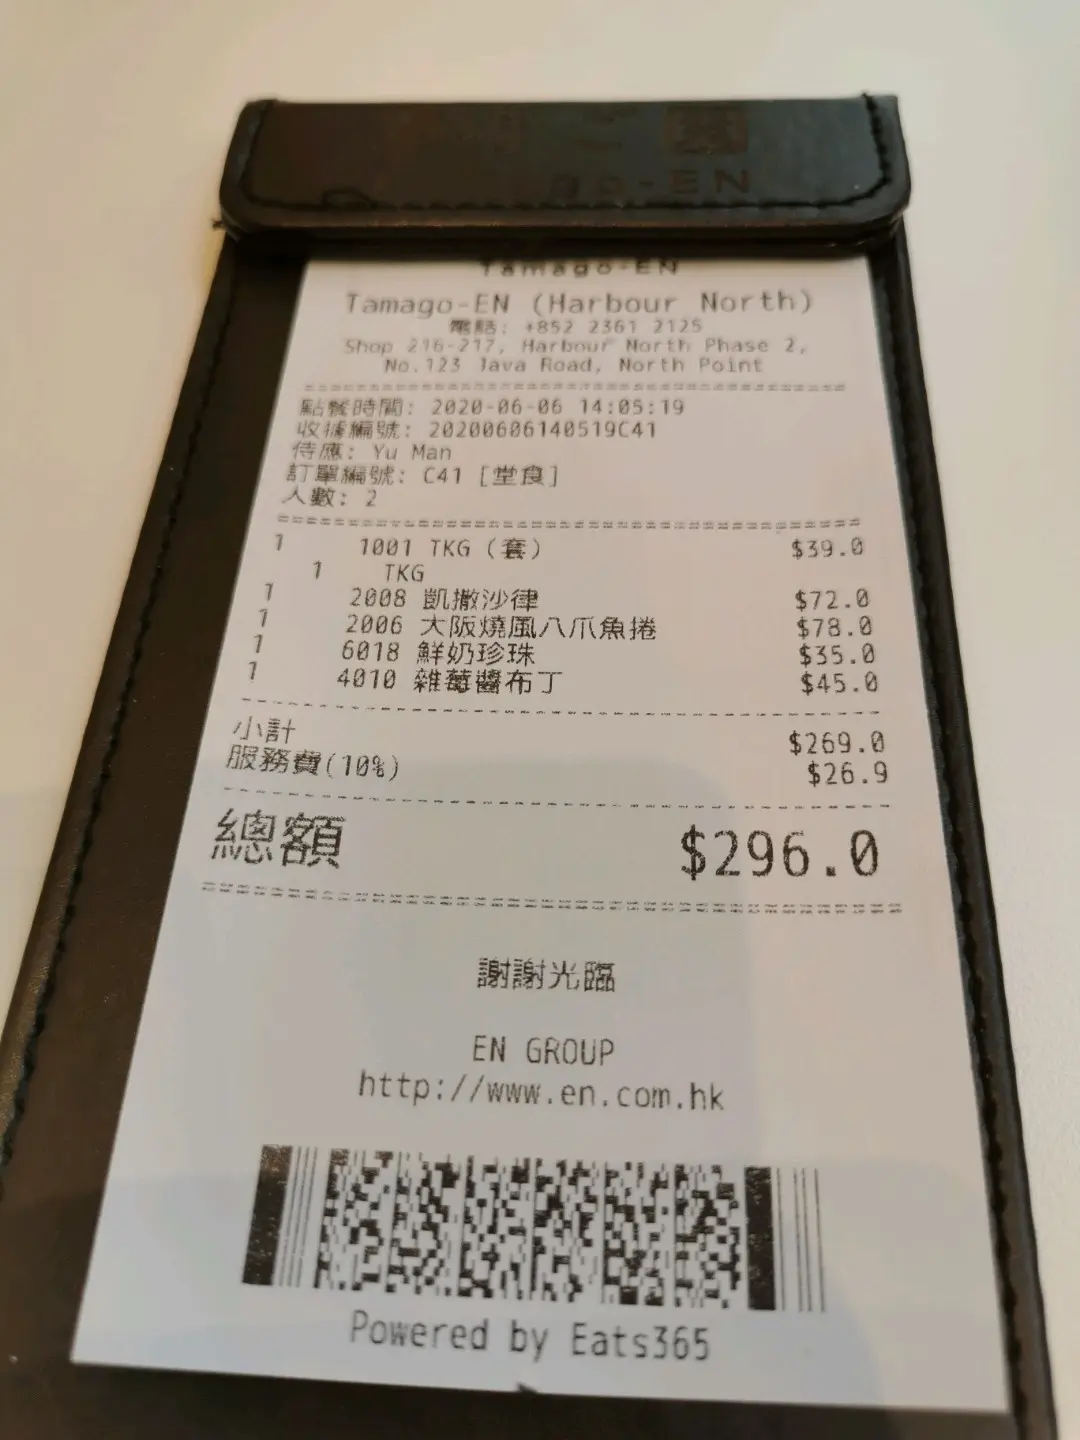 go-EN
Tamago-EN
Tamago-EN (Harbour North)
電話: +852 2361 2125
Shop 216-217, Harbour North Phase 2,
No.123 Java Road, North Point
點餐時間: 2020-06-06 14:05:19
收據編號: 20200606140519C41
侍應: Yu Man
訂單編號: C41 [堂食]
人數: 2
1 1001 TKG (套) $39.0
1 TKG
1 2008 凱撒沙律 $72.0
1 2006 大阪燒風八爪魚捲 $78.0
1 6018 鮮奶珍珠 $35.0
1 4010 雜莓醬布丁 $45.0
小計 $269.0
服務費(10%) $26.9
總額 $296.0
謝謝光臨
EN GROUP
http://www.en.com.hk
Powered by Eats365